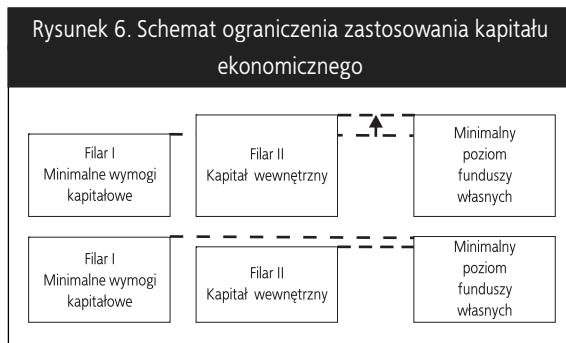 Rysunek 6. Schemat ograniczenia zastosowania kapitału
ekonomicznego
Filar I
Minimalne wymogi
kapitałowe
Filar II
Kapitał wewnętrzny
Minimalny
poziom
funduszy
własnych
Filar I
Minimalne wymogi
kapitałowe
Filar II
Kapitał wewnętrzny
Minimalny
poziom
funduszy
własnych